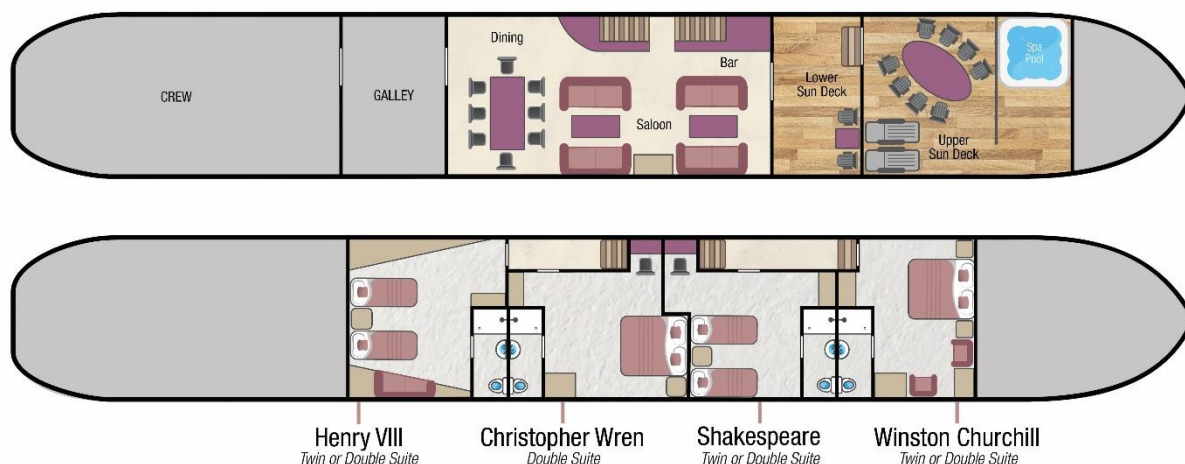 CREW
GALLEY
Dining
Saloon
Bar
Lower
Sun Deck
Upper
Sun Deck
Spa
Pool
Henry VIII
Twin or Double Suite
Christopher Wren
Double Suite
Shakespeare
Twin or Double Suite
Winston Churchill
Twin or Double Suite